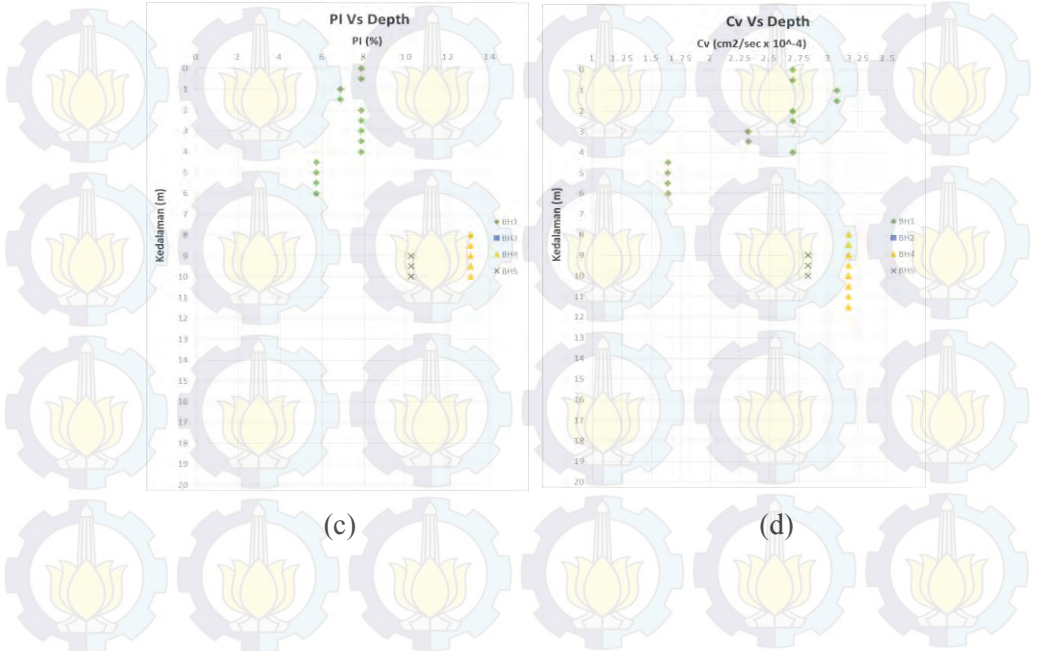 PI Vs Depth
PI (%)
0 2 4 6 8 10 12 14
0
1
2
3
4
5
6
7
8
9
10
11
12
13
14
15
16
17
18
19
20
Kedalaman (m)
BH1
BH3
BH4
BH5
(c)
Cv Vs Depth
Cv (cm2/sec x 10^-4)
1 1.25 1.5 1.75 2 2.25 2.5 2.75 3 3.25 3.5
0
1
2
3
4
5
6
7
8
9
10
11
12
13
14
15
16
17
18
19
20
Kedalaman (m)
BH1
BH2
BH4
BH5
(d)